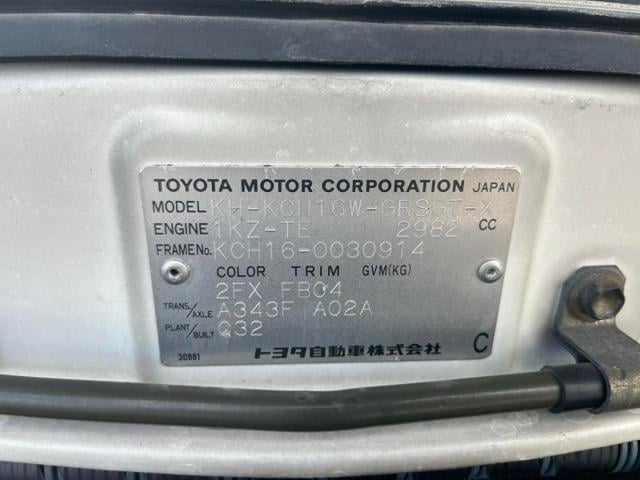 TOYOTA MOTOR CORPORATION JAPAN
MODEL KH-KCH16W-GRSGT-X
ENGINE 1KZ-TE 2982 CC
FRAME No. KCH16-0030914
COLOR TRIM GVM(KG)
2FX FB04
TRANS./AXLE A343F A02A
PLANT/BUILT Q32
30881 トヨタ自動車株式会社 C